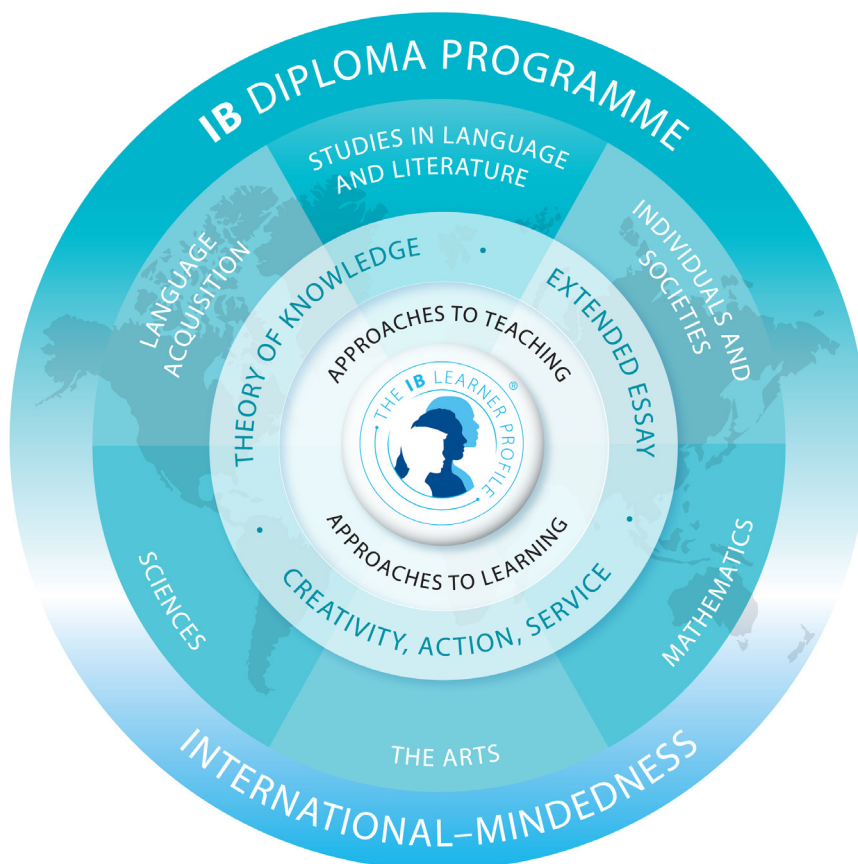 IB DIPLOMA PROGRAMME
STUDIES IN LANGUAGE
AND LITERATURE
LANGUAGE
ACQUISITION
INDIVIDUALS AND
SOCIETIES
THEORY OF KNOWLEDGE
•
EXTENDED ESSAY
APPROACHES TO TEACHING
• THE IB LEARNER PROFILE •
®
APPROACHES TO LEARNING
•
CREATIVITY, ACTION, SERVICE
•
SCIENCES
MATHEMATICS
THE ARTS
INTERNATIONAL–MINDEDNESS